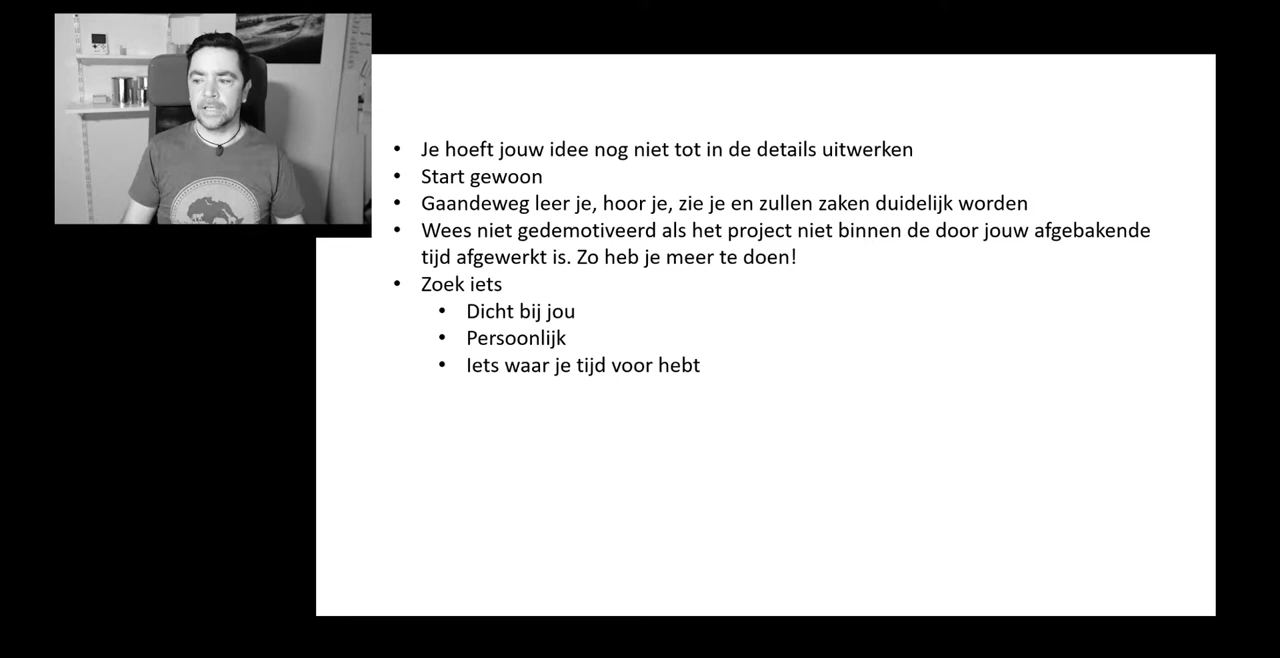 Je hoeft jouw idee nog niet tot in de details uitwerken
Start gewoon
Gaandeweg leer je, hoor je, zie je en zullen zaken duidelijk worden
Wees niet gedemotiveerd als het project niet binnen de door jouw afgebakende
tijd afgewerkt is. Zo heb je meer te doen!
Zoek iets
Dicht bij jou
Persoonlijk
Iets waar je tijd voor hebt